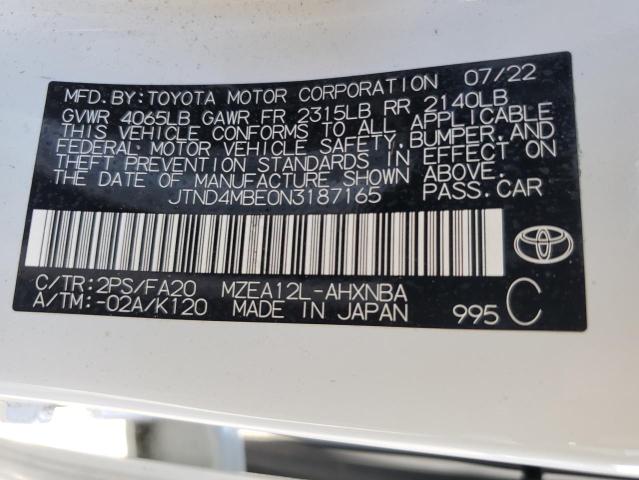 MFD.BY:TOYOTA MOTOR CORPORATION 07/22
GVWR 4065LB GAWR FR 2315LB RR 2140LB
THIS VEHICLE CONFORMS TO ALL APPLICABLE
FEDERAL MOTOR VEHICLE SAFETY,BUMPER,AND
THEFT PREVENTION STANDARDS IN EFFECT ON
THE DATE OF MANUFACTURE SHOWN ABOVE.
JTND4MBE0N3187165 PASS.CAR
C/TR:2PS/FA20 MZEA12L-AHXNBA
A/TM:-02A/K120 MADE IN JAPAN 995 C